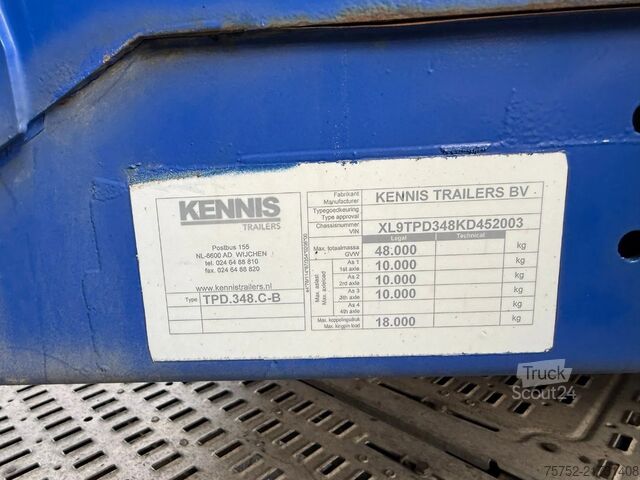 KENNIS
TRAILERS
Postbus 155
NL-6600 AD WIJCHEN
tel. 024 64 88 810
fax. 024 64 88 820
www.kennistrailers.nl
Type TPD.348.C-B
Fabrikant
Manufacturer KENNIS TRAILERS BV
Typegoedkeuring
Type approval
Chassisnummer
VIN XL9TPD348KD452003
Legal Technical
Max. totaalmassa
GVW 48.000 kg
Max. aslast
Max. axleload
As 1
1st axle 10.000 kg
As 2
2nd axle 10.000 kg
As 3
3th axle 10.000 kg
As 4
4th axle kg
Max. koppelingsdruk
Max. kingpin load 18.000 kg
Truck
Scout24